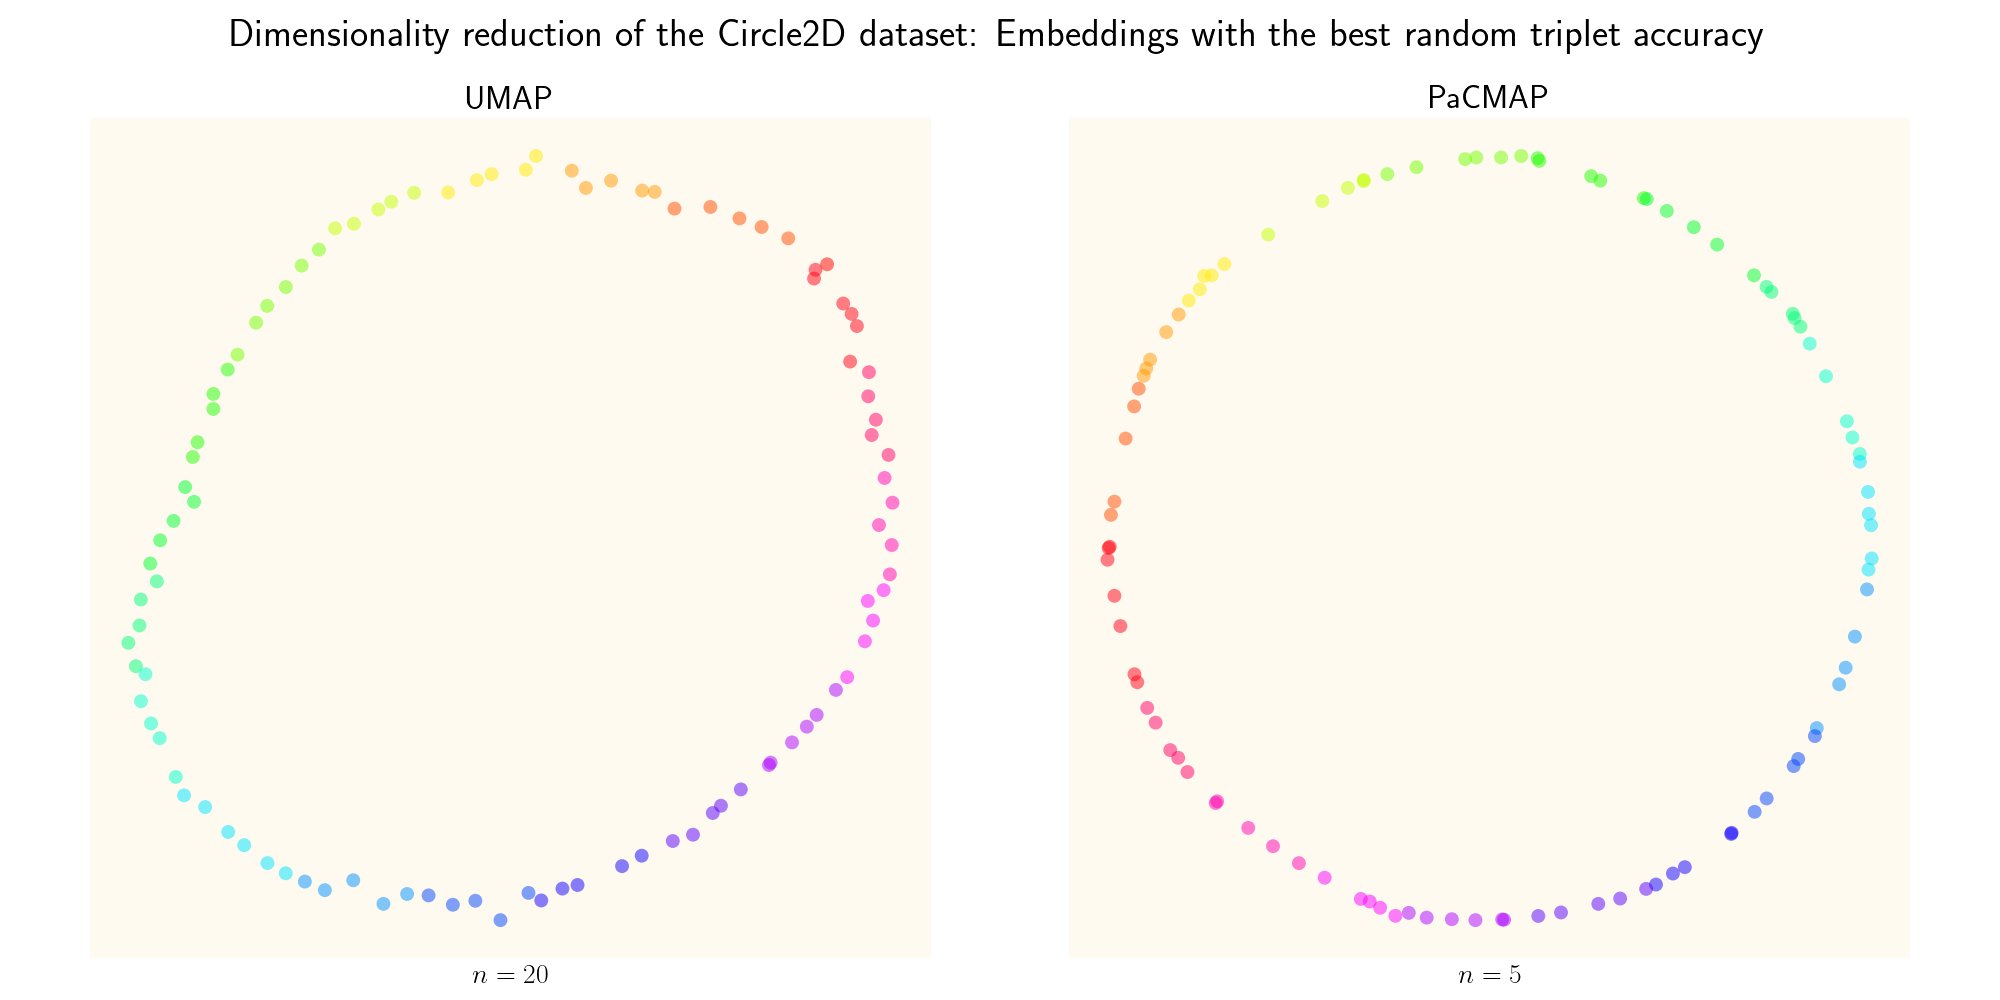 Dimensionality reduction of the Circle2D dataset: Embeddings with the best random triplet accuracy
UMAP
PaCMAP
n = 20
n = 5